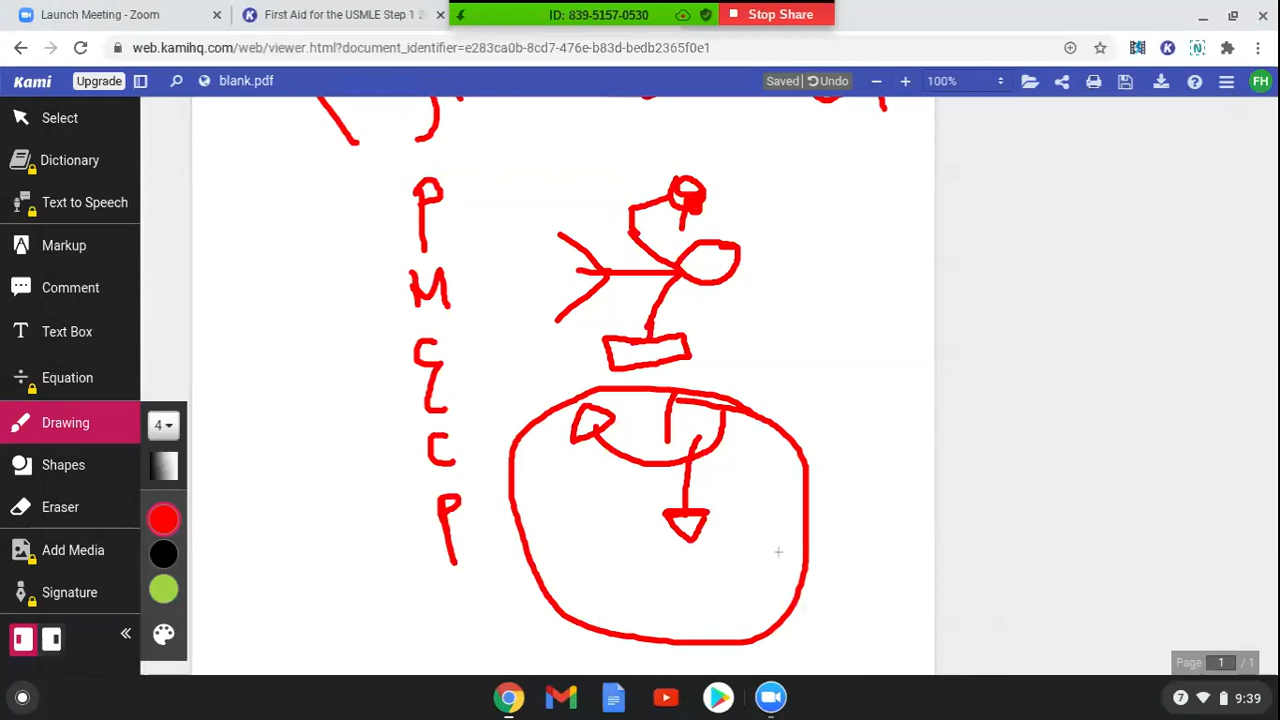 Launch Meeting - Zoom
First Aid for the USMLE Step 1 2
ID: 839-5157-0530
Stop Share
web.kamihq.com/web/viewer.html?document_identifier=e283ca0b-8cd7-476e-b83d-bedb2365f0e1
Kami Upgrade blank.pdf Saved Undo 100% FH
Select
Dictionary
Text to Speech
Markup
Comment
Text Box
Equation
Drawing
4
Shapes
Eraser
Add Media
Signature
P
M
C
P
Page 1 / 1
7 9:39